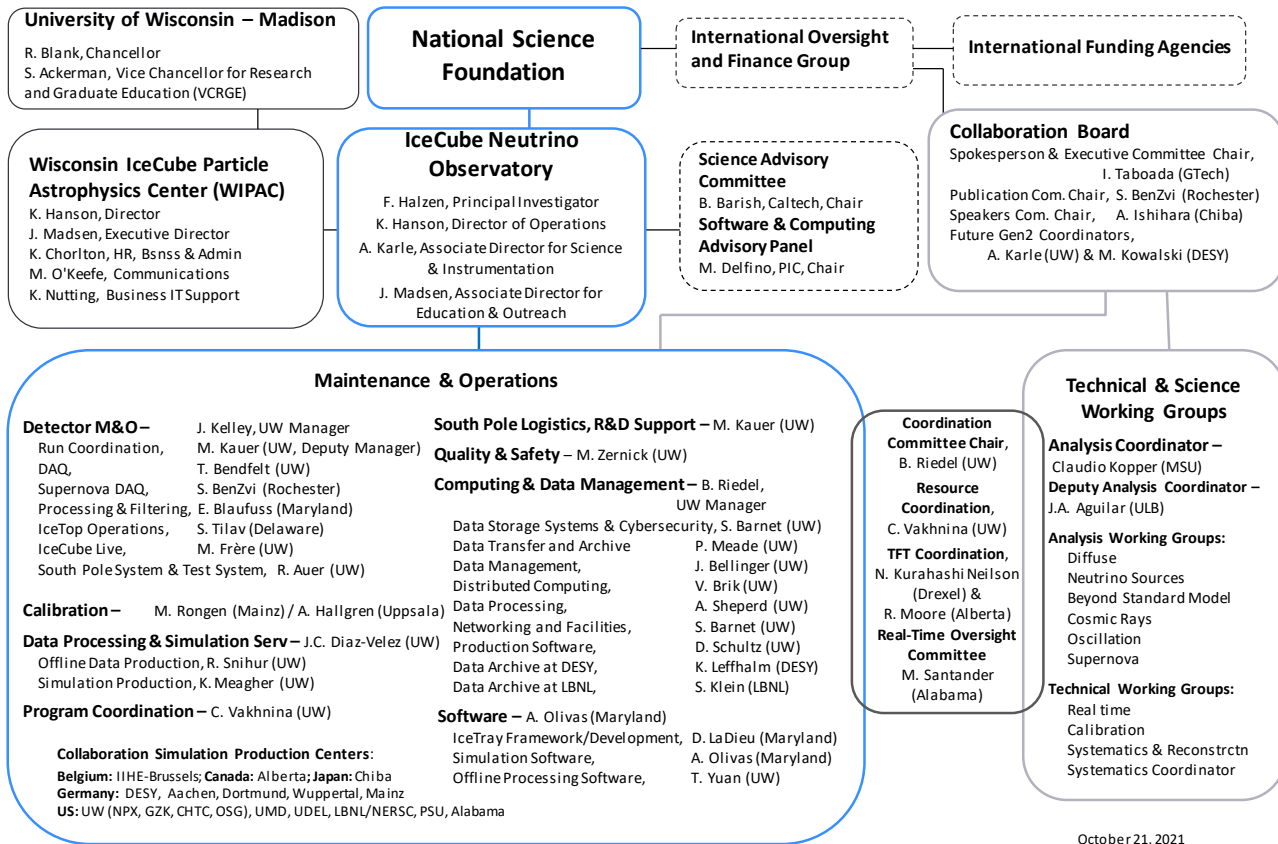 University of Wisconsin – Madison
R. Blank, Chancellor
S. Ackerman, Vice Chancellor for Research
and Graduate Education (VCRGE)
National Science
Foundation
International Oversight
and Finance Group
International Funding Agencies
Wisconsin IceCube Particle
Astrophysics Center (WIPAC)
K. Hanson, Director
J. Madsen, Executive Director
K. Chorlton, HR, Bsnss & Admin
M. O'Keefe, Communications
K. Nutting, Business IT Support
IceCube Neutrino
Observatory
F. Halzen, Principal Investigator
K. Hanson, Director of Operations
A. Karle, Associate Director for Science
& Instrumentation
J. Madsen, Associate Director for
Education & Outreach
Science Advisory
Committee
B. Barish, Caltech, Chair
Software & Computing
Advisory Panel
M. Delfino, PIC, Chair
Collaboration Board
Spokesperson & Executive Committee Chair,
I. Taboada (GTech)
Publication Com. Chair, S. BenZvi (Rochester)
Speakers Com. Chair, A. Ishihara (Chiba)
Future Gen2 Coordinators,
A. Karle (UW) & M. Kowalski (DESY)
Maintenance & Operations
Detector M&O – J. Kelley, UW Manager
Run Coordination, M. Kauer (UW, Deputy Manager)
DAQ, T. Bendfelt (UW)
Supernova DAQ, S. BenZvi (Rochester)
Processing & Filtering, E. Blaufuss (Maryland)
IceTop Operations, S. Tilav (Delaware)
IceCube Live, M. Frère (UW)
South Pole System & Test System, R. Auer (UW)
Calibration – M. Rongen (Mainz) / A. Hallgren (Uppsala)
Data Processing & Simulation Serv – J.C. Diaz-Velez (UW)
Offline Data Production, R. Snihur (UW)
Simulation Production, K. Meagher (UW)
Program Coordination – C. Vakhnina (UW)
Collaboration Simulation Production Centers:
Belgium: IIHE-Brussels; Canada: Alberta; Japan: Chiba
Germany: DESY, Aachen, Dortmund, Wuppertal, Mainz
US: UW (NPX, GZK, CHTC, OSG), UMD, UDEL, LBNL/NERSC, PSU, Alabama
South Pole Logistics, R&D Support – M. Kauer (UW)
Quality & Safety – M. Zernick (UW)
Computing & Data Management – B. Riedel,
UW Manager
Data Storage Systems & Cybersecurity, S. Barnet (UW)
Data Transfer and Archive P. Meade (UW)
Data Management, J. Bellinger (UW)
Distributed Computing, V. Brik (UW)
Data Processing, A. Sheperd (UW)
Networking and Facilities, S. Barnet (UW)
Production Software, D. Schultz (UW)
Data Archive at DESY, K. Leffhalm (DESY)
Data Archive at LBNL, S. Klein (LBNL)
Software – A. Olivas (Maryland)
IceTray Framework/Development, D. LaDieu (Maryland)
Simulation Software, A. Olivas (Maryland)
Offline Processing Software, T. Yuan (UW)
Coordination
Committee Chair,
B. Riedel (UW)
Resource
Coordination,
C. Vakhnina (UW)
TFT Coordination,
N. Kurahashi Neilson
(Drexel) &
R. Moore (Alberta)
Real-Time Oversight
Committee
M. Santander
(Alabama)
Technical & Science
Working Groups
Analysis Coordinator –
Claudio Kopper (MSU)
Deputy Analysis Coordinator –
J.A. Aguilar (ULB)
Analysis Working Groups:
Diffuse
Neutrino Sources
Beyond Standard Model
Cosmic Rays
Oscillation
Supernova
Technical Working Groups:
Real time
Calibration
Systematics & Reconstrctn
Systematics Coordinator
October 21, 2021